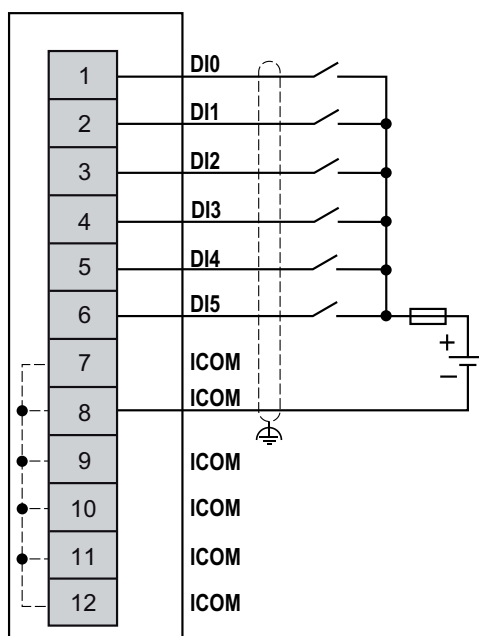 1 DI0
2 DI1
3 DI2
4 DI3
5 DI4
6 DI5
7 ICOM
8 ICOM
9 ICOM
10 ICOM
11 ICOM
12 ICOM
+
−